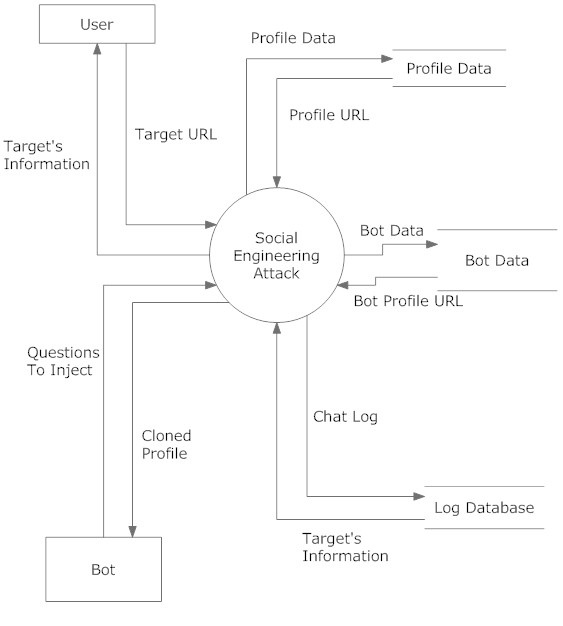 User
Profile Data
Profile Data
Profile URL
Target URL
Target's
Information
Social
Engineering
Attack
Bot Data
Bot Data
Bot Profile URL
Questions
To Inject
Chat Log
Cloned
Profile
Log Database
Target's
Information
Bot